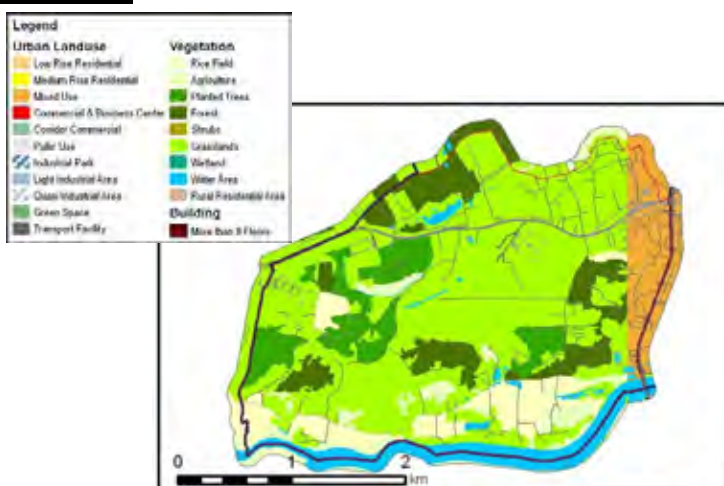 Legend
Urban Landuse
Low Rise Residential
Medium Rise Residential
Mixed Use
Commercial & Business Center
Corridor Commercial
Public Use
Industrial Park
Light Industrial Area
Clean Industrial Area
Green Space
Transport Facility
Vegetation
Rice Field
Agriculture
Planted Trees
Forest
Shrubs
Grasslands
Wetland
Water Area
Rural Residential Area
Building
More than 8 Floors
0 1 2
km